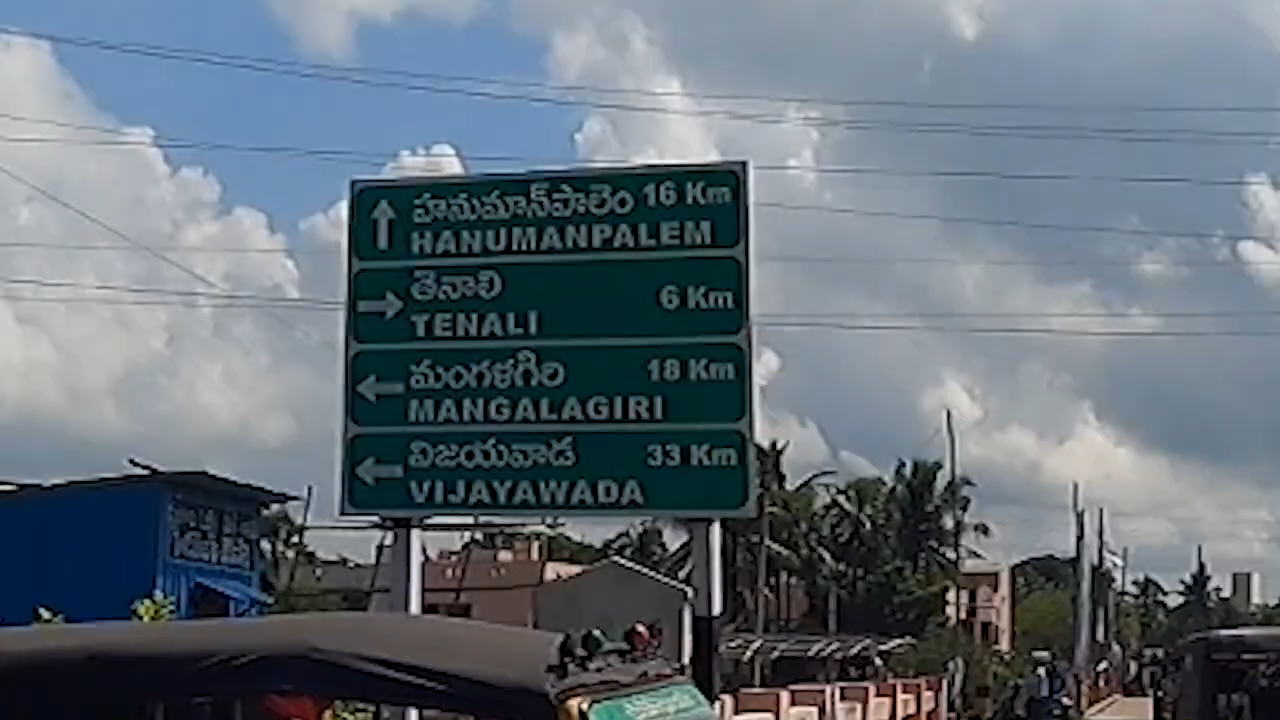 హనుమాన్‌పాలెం 16 Km
HANUMANPALEM
తెనాలి 6 Km
TENALI
మంగళగిరి 18 Km
MANGALAGIRI
విజయవాడ 33 Km
VIJAYAWADA